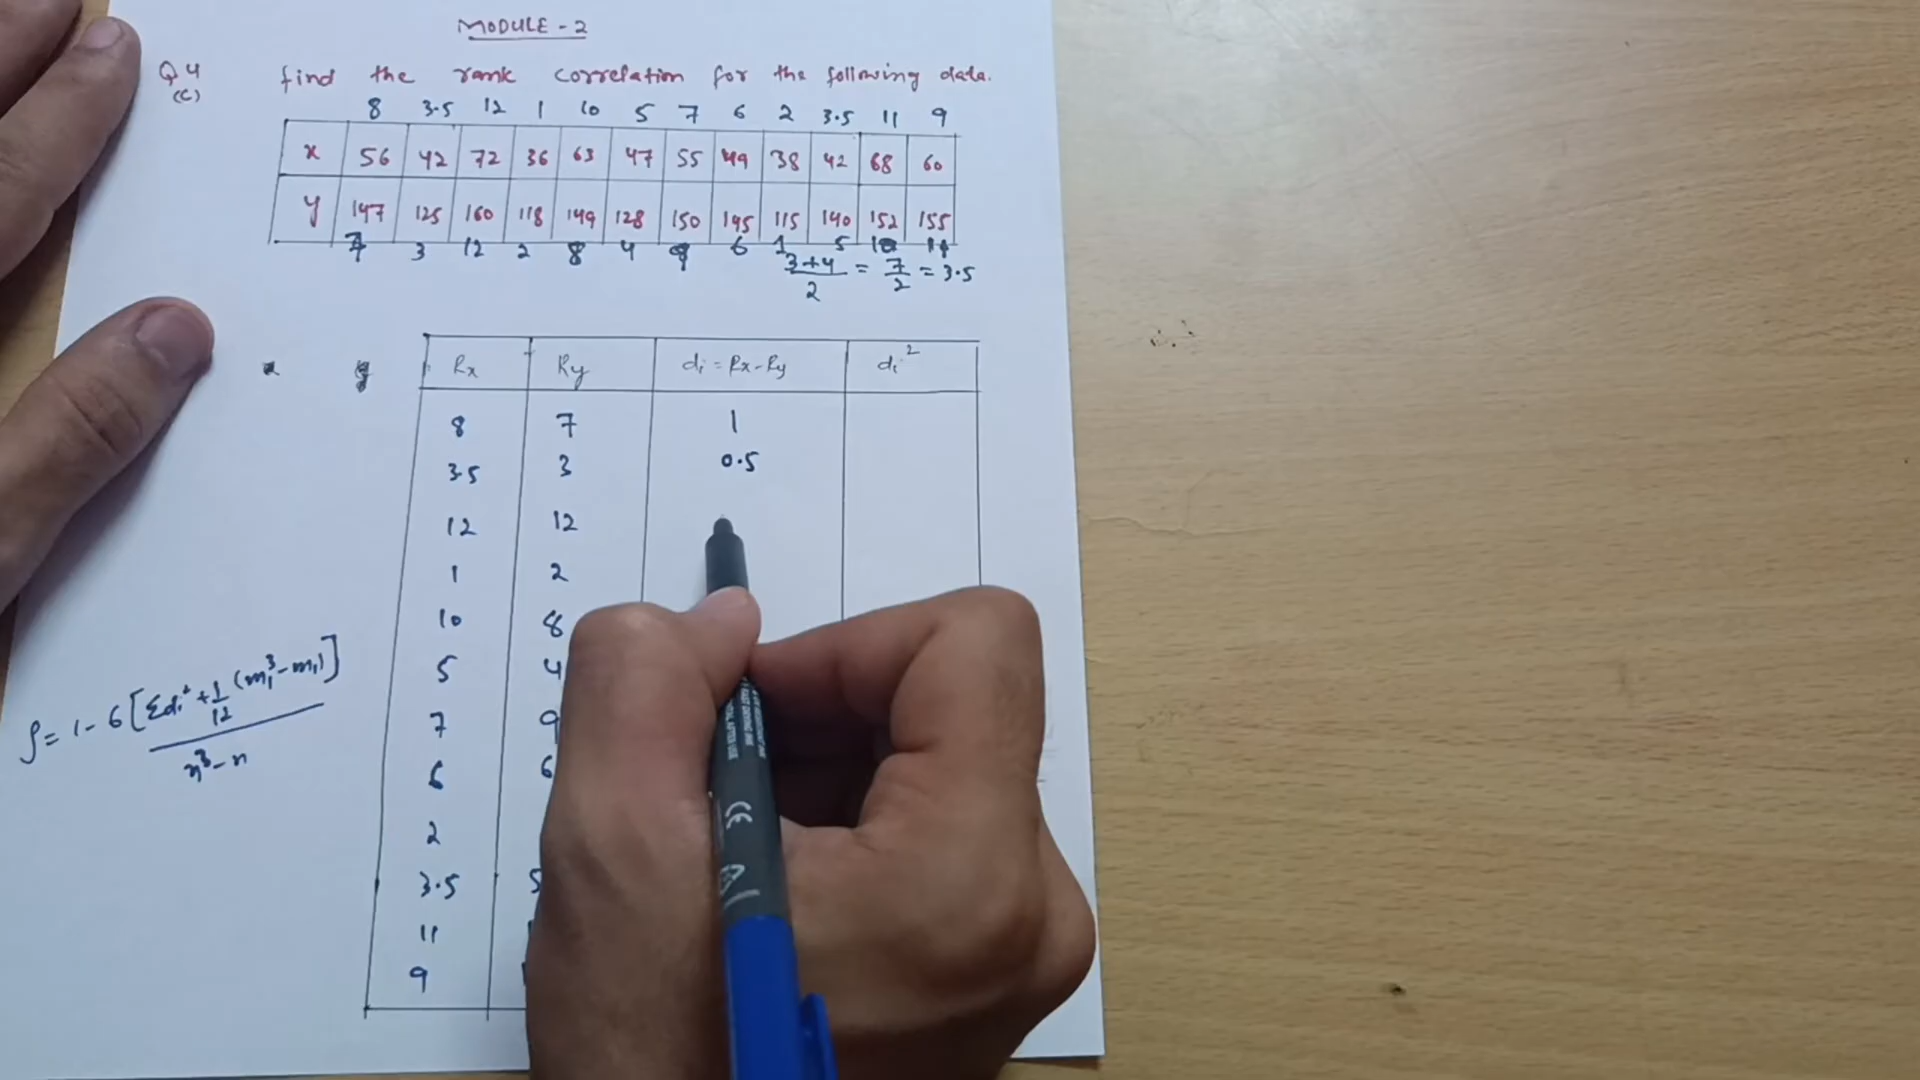 MODULE - 2
Q4 find the rank correlation for the following data.
(C)
8 3.5 12 1 10 5 7 6 2 3.5 11 9
x 56 42 72 36 63 47 55 49 38 42 68 60
y 147 125 160 118 149 128 150 145 115 140 152 155
7 3 12 2 8 4 9 6 1 5 10 11
3+4/2 = 7/2 = 3.5
x y Rx Ry di = Rx - Ry di²
8 7 1
3.5 3 0.5
12 12
1 2
10 8
5 4
7 9
6 6
2
3.5 5
11
9
ρ = 1 - 6[Σdi² + 1/12 (m₁³ - m₁)]
n³ - n
CE